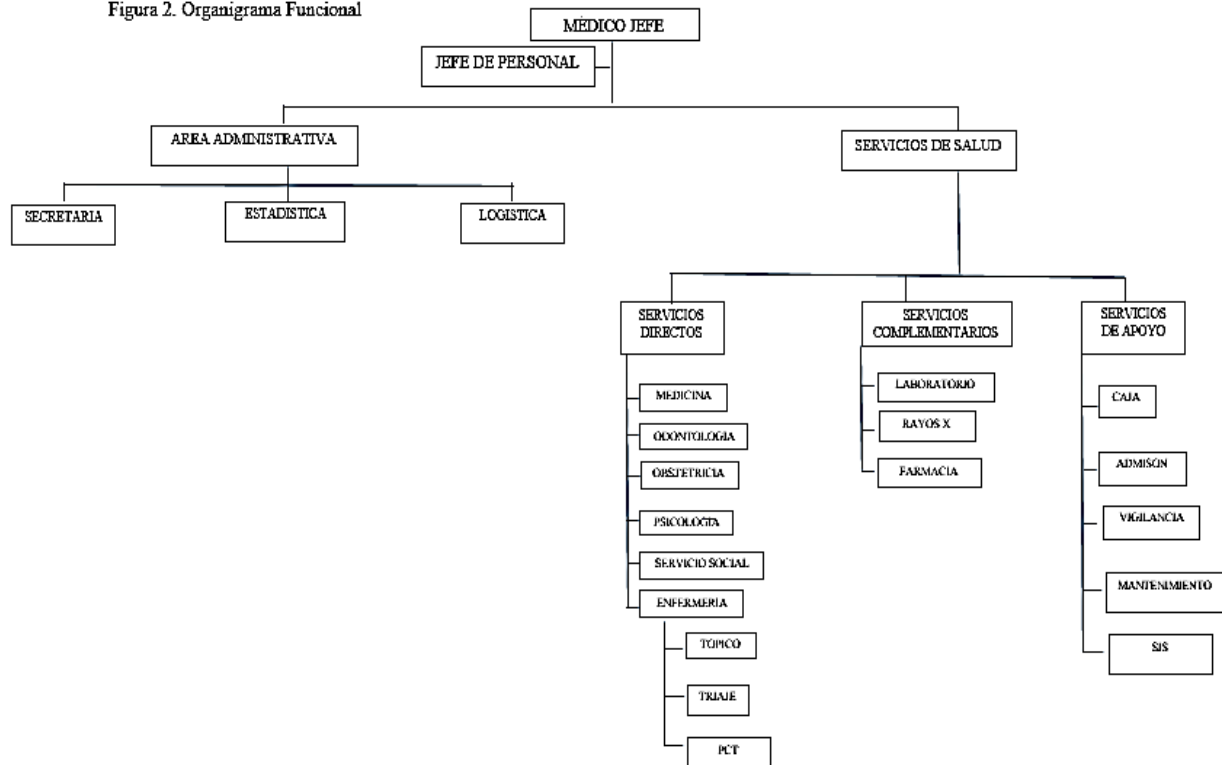 Figura 2. Organigrama Funcional
MÉDICO JEFE
JEFE DE PERSONAL
AREA ADMINISTRATIVA
SERVICIOS DE SALUD
SECRETARIA
ESTADISTICA
LOGISTICA
SERVICIOS
DIRECTOS
SERVICIOS
COMPLEMENTARIOS
SERVICIOS
DE APOYO
MEDICINA
ODONTOLOGIA
OBSTETRICIA
PSICOLOGIA
SERVICIO SOCIAL
ENFERMERIA
TOPICO
TRIAJE
PCT
LABORATORIO
RAYOS X
FARMACIA
CAJA
ADMISON
VIGILANCIA
MANTENIMIENTO
SIS